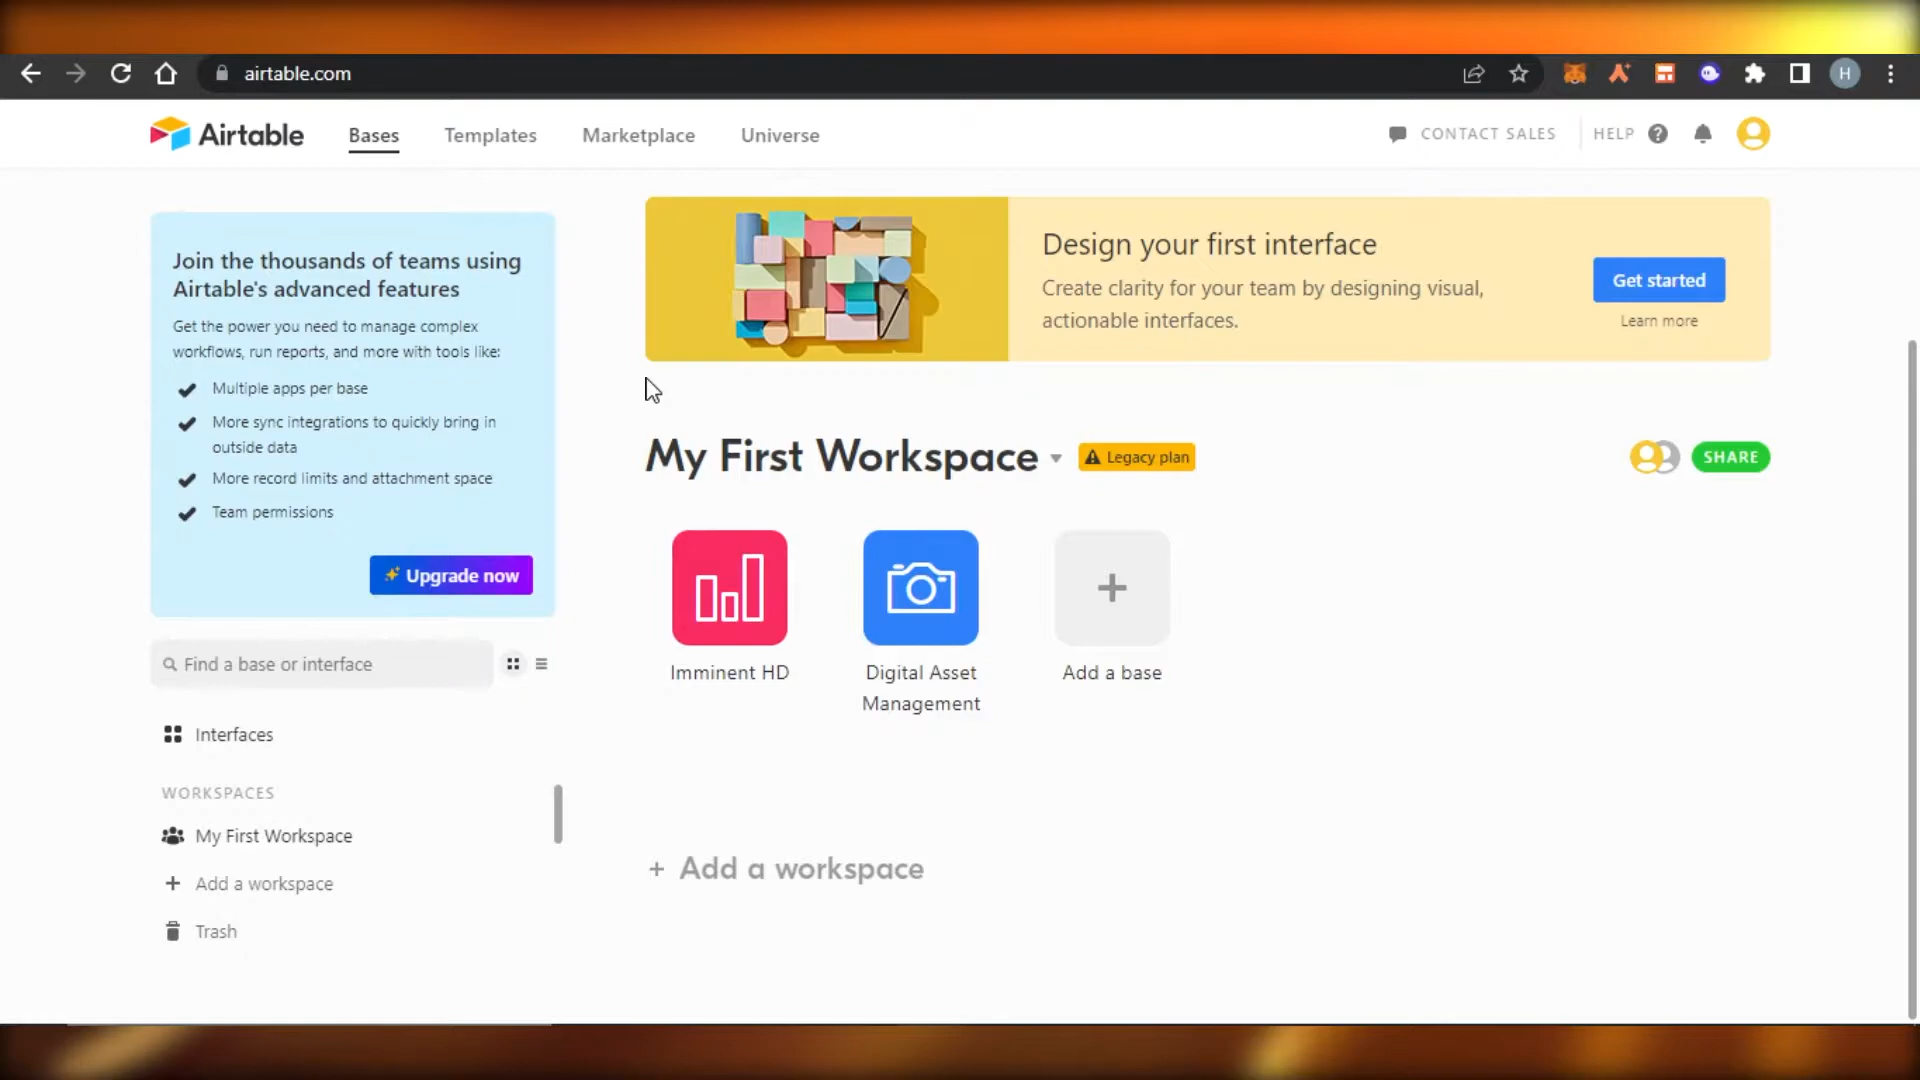 airtable.com
H
Airtable
Bases
Templates
Marketplace
Universe
CONTACT SALES
HELP
Join the thousands of teams using
Airtable's advanced features
Get the power you need to manage complex
workflows, run reports, and more with tools like:
Multiple apps per base
More sync integrations to quickly bring in
outside data
More record limits and attachment space
Team permissions
Upgrade now
Find a base or interface
Interfaces
WORKSPACES
My First Workspace
Add a workspace
Trash
Design your first interface
Create clarity for your team by designing visual,
actionable interfaces.
Get started
Learn more
My First Workspace
Legacy plan
SHARE
Imminent HD
Digital Asset
Management
Add a base
+ Add a workspace